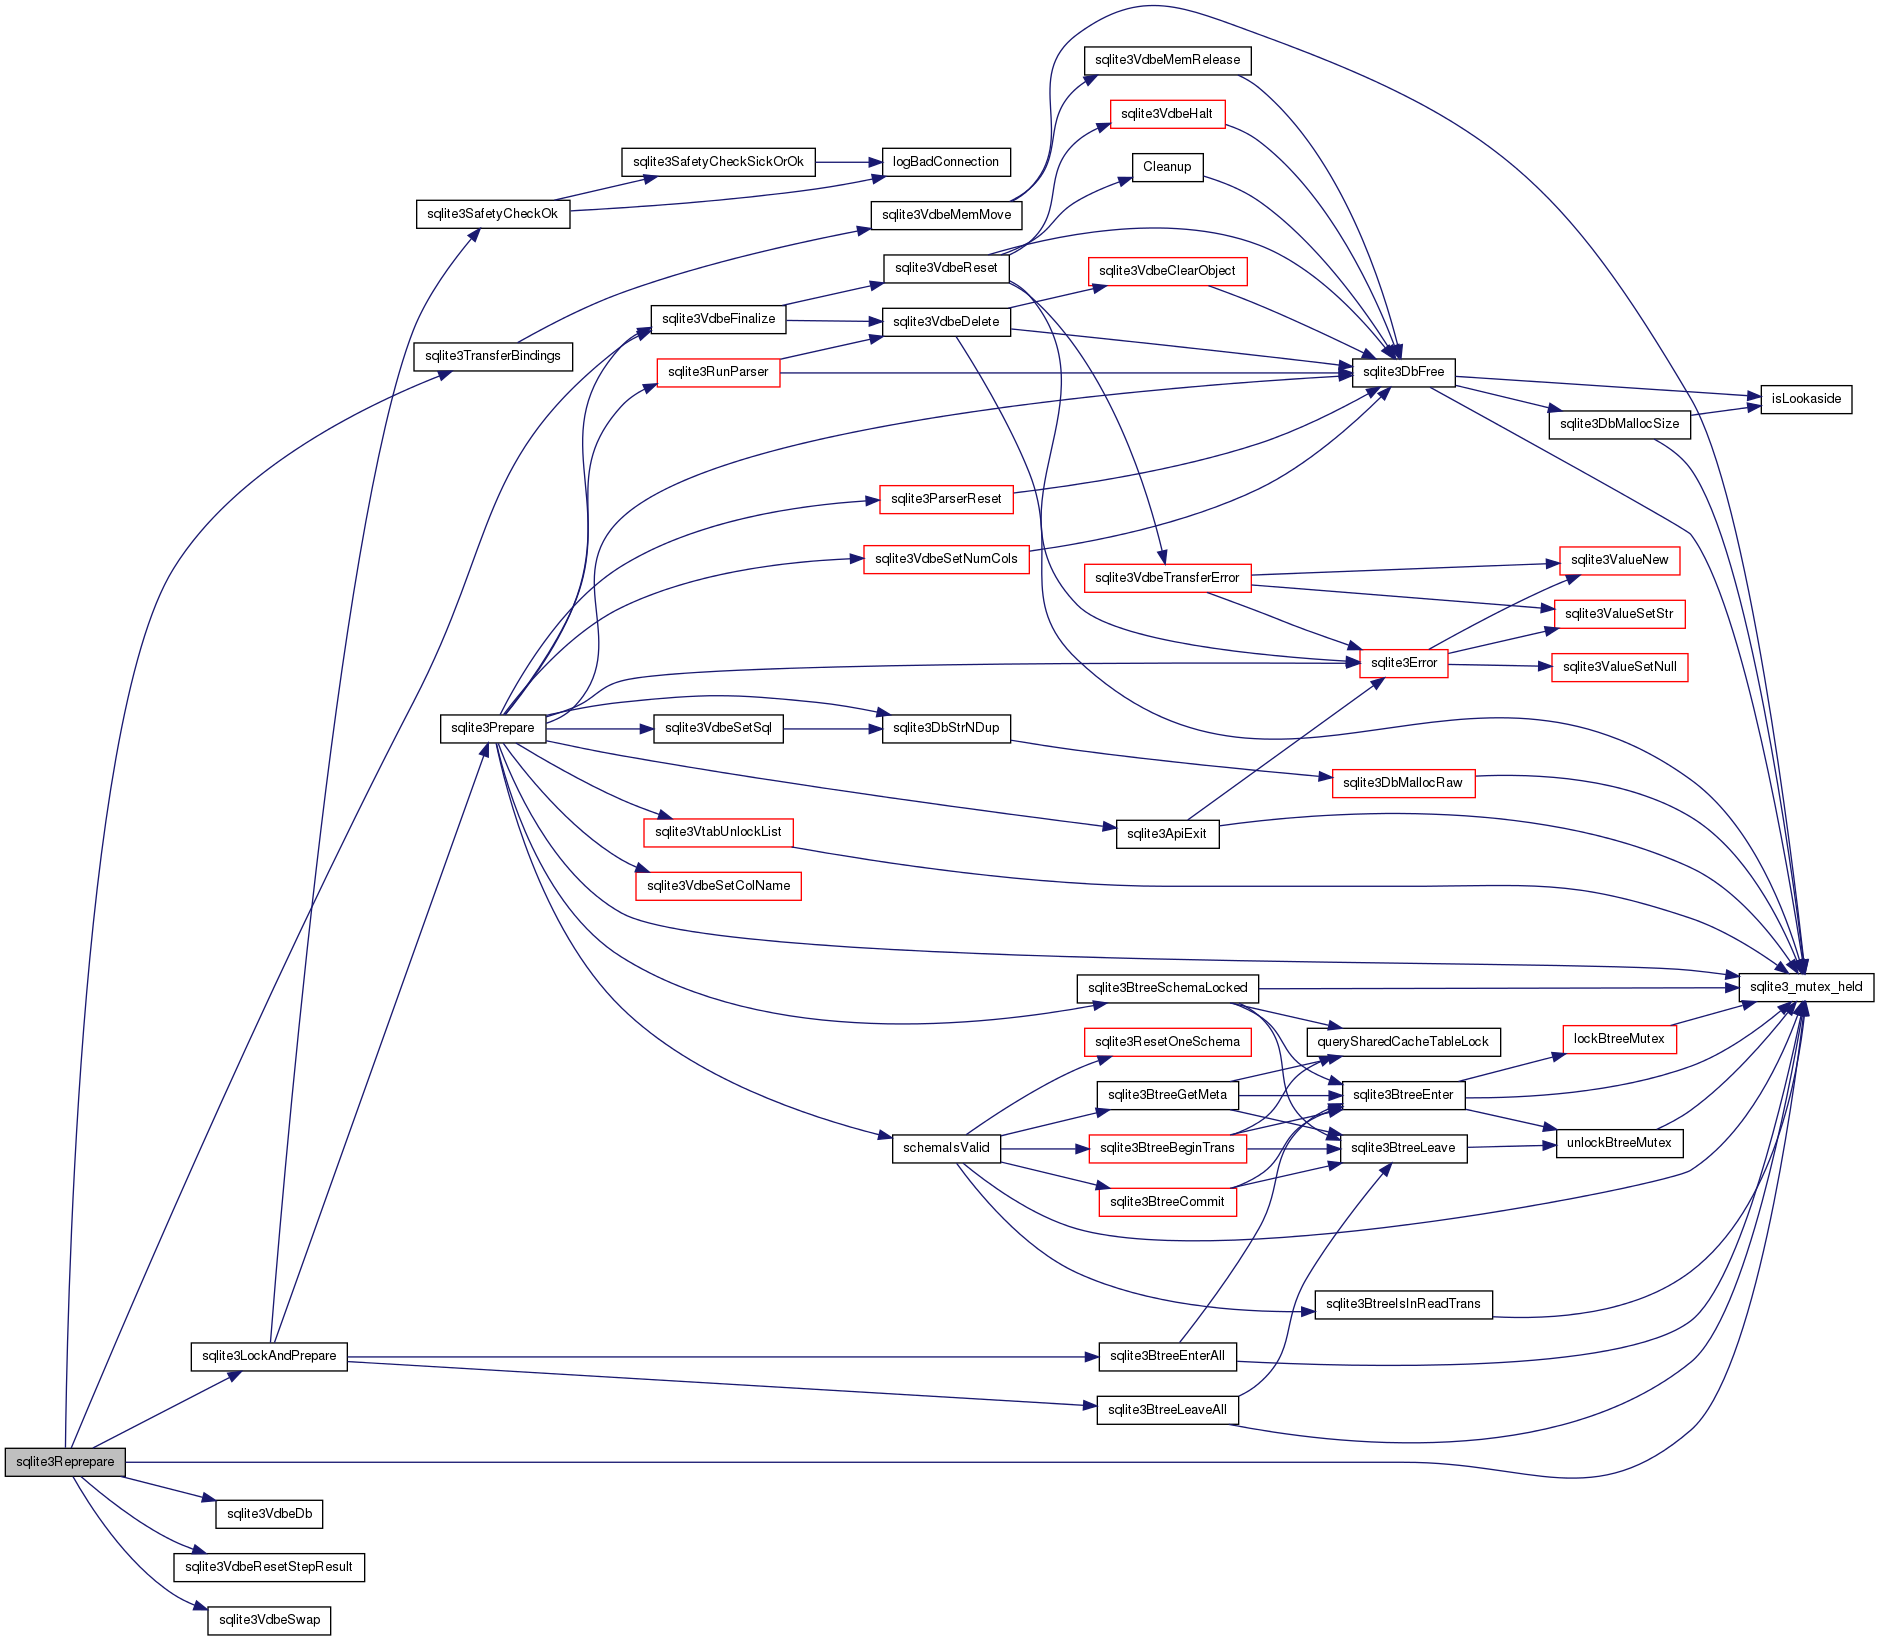 sqlite3VdbeMemRelease
sqlite3VdbeHalt
sqlite3SafetyCheckSickOrOk
logBadConnection
Cleanup
sqlite3SafetyCheckOk
sqlite3VdbeMemMove
sqlite3VdbeReset
sqlite3VdbeClearObject
sqlite3VdbeFinalize
sqlite3VdbeDelete
sqlite3TransferBindings
sqlite3RunParser
sqlite3DbFree
isLookaside
sqlite3DbMallocSize
sqlite3ParserReset
sqlite3VdbeSetNumCols
sqlite3ValueNew
sqlite3VdbeTransferError
sqlite3ValueSetStr
sqlite3Error
sqlite3ValueSetNull
sqlite3Prepare
sqlite3VdbeSetSql
sqlite3DbStrNDup
sqlite3DbMallocRaw
sqlite3VtabUnlockList
sqlite3ApiExit
sqlite3VdbeSetColName
sqlite3BtreeSchemaLocked
sqlite3_mutex_held
sqlite3ResetOneSchema
querySharedCacheTableLock
lockBtreeMutex
sqlite3BtreeGetMeta
sqlite3BtreeEnter
schemaIsValid
sqlite3BtreeBeginTrans
sqlite3BtreeLeave
unlockBtreeMutex
sqlite3BtreeCommit
sqlite3BtreeIsInReadTrans
sqlite3LockAndPrepare
sqlite3BtreeEnterAll
sqlite3BtreeLeaveAll
sqlite3Reprepare
sqlite3VdbeDb
sqlite3VdbeResetStepResult
sqlite3VdbeSwap